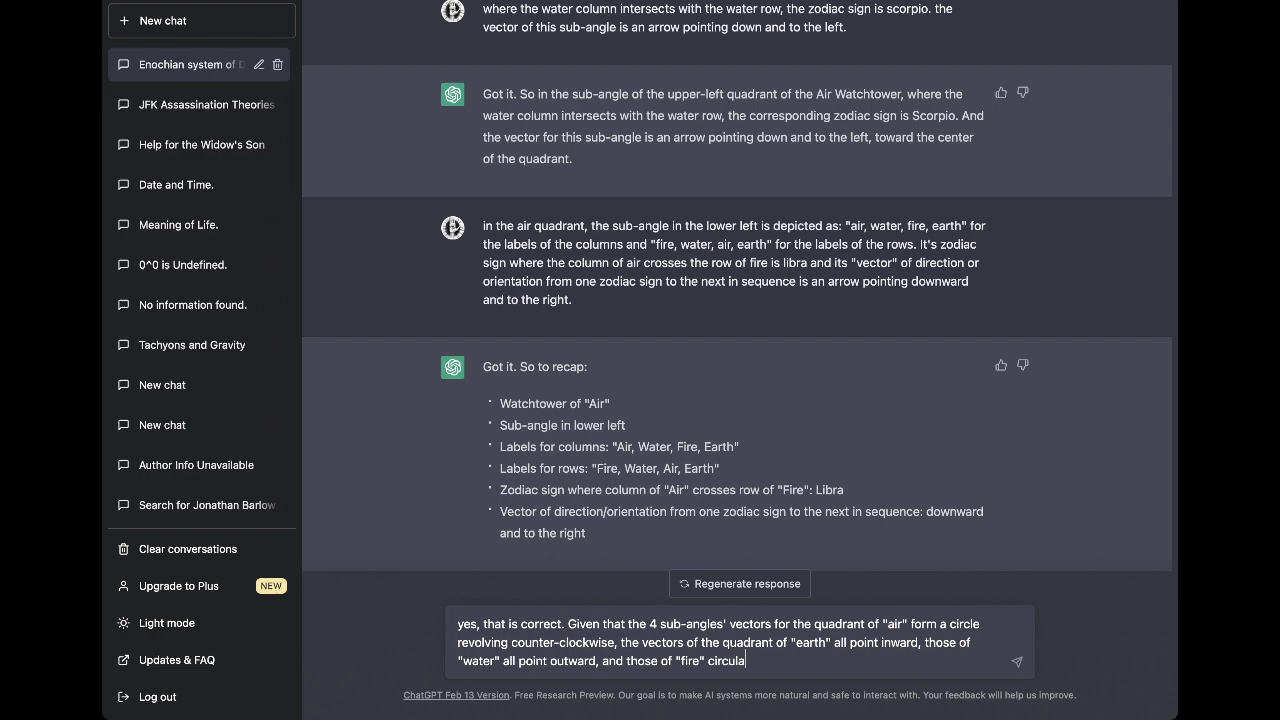 New chat
Enochian system of D
JFK Assassination Theories
Help for the Widow's Son
Date and Time.
Meaning of Life.
0^0 is Undefined.
No information found.
Tachyons and Gravity
New chat
New chat
Author Info Unavailable
Search for Jonathan Barlow
Clear conversations
Upgrade to Plus NEW
Light mode
Updates & FAQ
Log out
where the water column intersects with the water row, the zodiac sign is scorpio. the
vector of this sub-angle is an arrow pointing down and to the left.
Got it. So in the sub-angle of the upper-left quadrant of the Air Watchtower, where the
water column intersects with the water row, the corresponding zodiac sign is Scorpio. And
the vector for this sub-angle is an arrow pointing down and to the left, toward the center
of the quadrant.
in the air quadrant, the sub-angle in the lower left is depicted as: "air, water, fire, earth" for
the labels of the columns and "fire, water, air, earth" for the labels of the rows. It's zodiac
sign where the column of air crosses the row of fire is libra and its "vector" of direction or
orientation from one zodiac sign to the next in sequence is an arrow pointing downward
and to the right.
Got it. So to recap:
• Watchtower of "Air"
• Sub-angle in lower left
• Labels for columns: "Air, Water, Fire, Earth"
• Labels for rows: "Fire, Water, Air, Earth"
• Zodiac sign where column of "Air" crosses row of "Fire": Libra
• Vector of direction/orientation from one zodiac sign to the next in sequence: downward
and to the right
Regenerate response
yes, that is correct. Given that the 4 sub-angles' vectors for the quadrant of "air" form a circle
revolving counter-clockwise, the vectors of the quadrant of "earth" all point inward, those of
"water" all point outward, and those of "fire" circula
ChatGPT Feb 13 Version. Free Research Preview. Our goal is to make AI systems more natural and safe to interact with. Your feedback will help us improve.